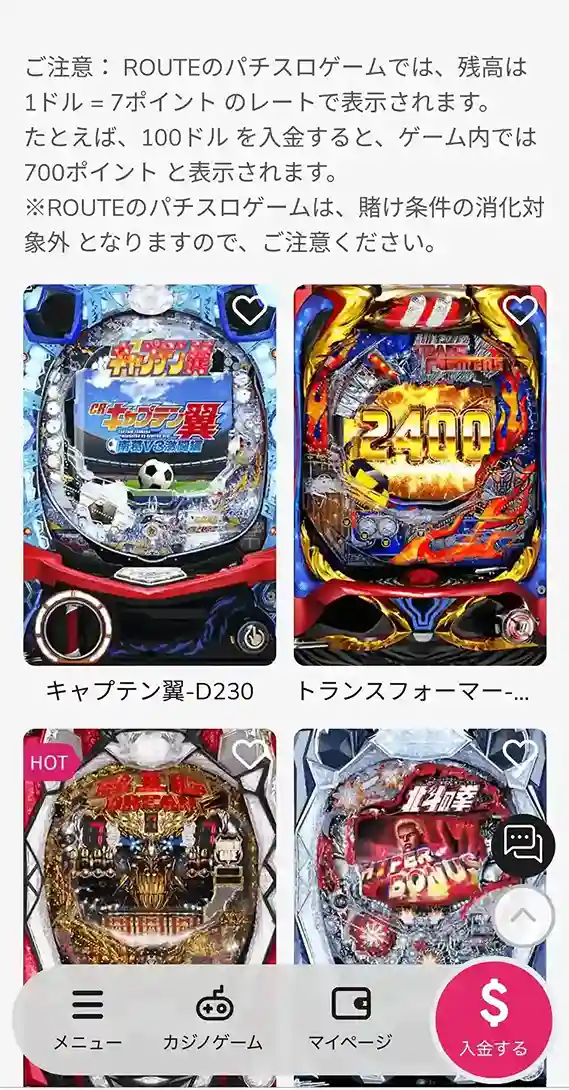 ご注意： ROUTEのパチスロゲームでは、残高は
1ドル = 7ポイント のレートで表示されます。
たとえば、100ドル を入金すると、ゲーム内では
700ポイント と表示されます。
※ROUTEのパチスロゲームは、賭け条件の消化対
象外 となりますので、ご注意ください。
キャプテン翼
CR キャプテン翼
2400
キャプテン翼-D230
トランスフォーマー-...
HOT
北斗の拳
HYPER
BONUS
メニュー
カジノゲーム
マイページ
入金する